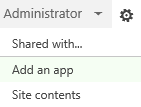 Administrator
Shared with...
Add an app
Site contents